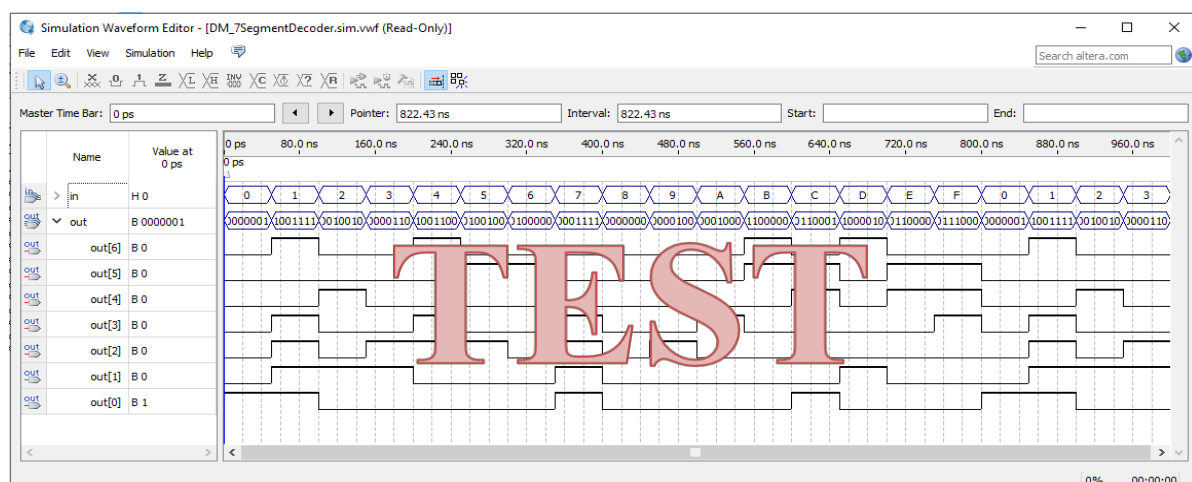 Simulation Waveform Editor - [DM_7SegmentDecoder.sim.vwf (Read-Only)]
File Edit View Simulation Help
Search altera.com
Master Time Bar: 0 ps Pointer: 822.43 ns Interval: 822.43 ns Start: End:
Name Value at 0 ps
0 ps 80.0 ns 160.0 ns 240.0 ns 320.0 ns 400.0 ns 480.0 ns 560.0 ns 640.0 ns 720.0 ns 800.0 ns 880.0 ns 960.0 ns
0 ps
in H 0 0 1 2 3 4 5 6 7 8 9 A B C D E F 0 1 2 3
out B 0000001
out[6] B 0
out[5] B 0
out[4] B 0
out[3] B 0
out[2] B 0
out[1] B 0
out[0] B 1
TEST
0% 00:00:00